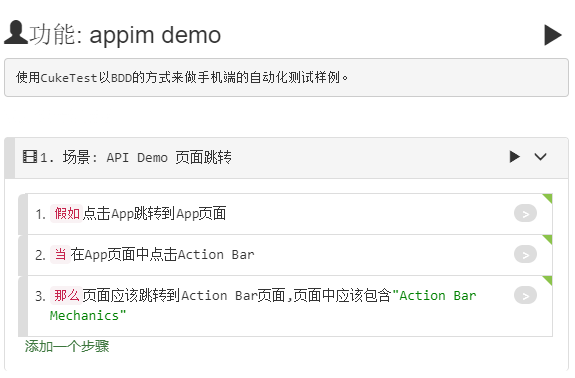 功能: appim demo
使用CukeTest以BDD的方式来做手机端的自动化测试样例。
1. 场景: API Demo 页面跳转
1. 假如 点击App跳转到App页面
2. 当 在App页面中点击Action Bar
3. 那么 页面应该跳转到Action Bar页面,页面中应该包含"Action Bar
Mechanics"
添加一个步骤